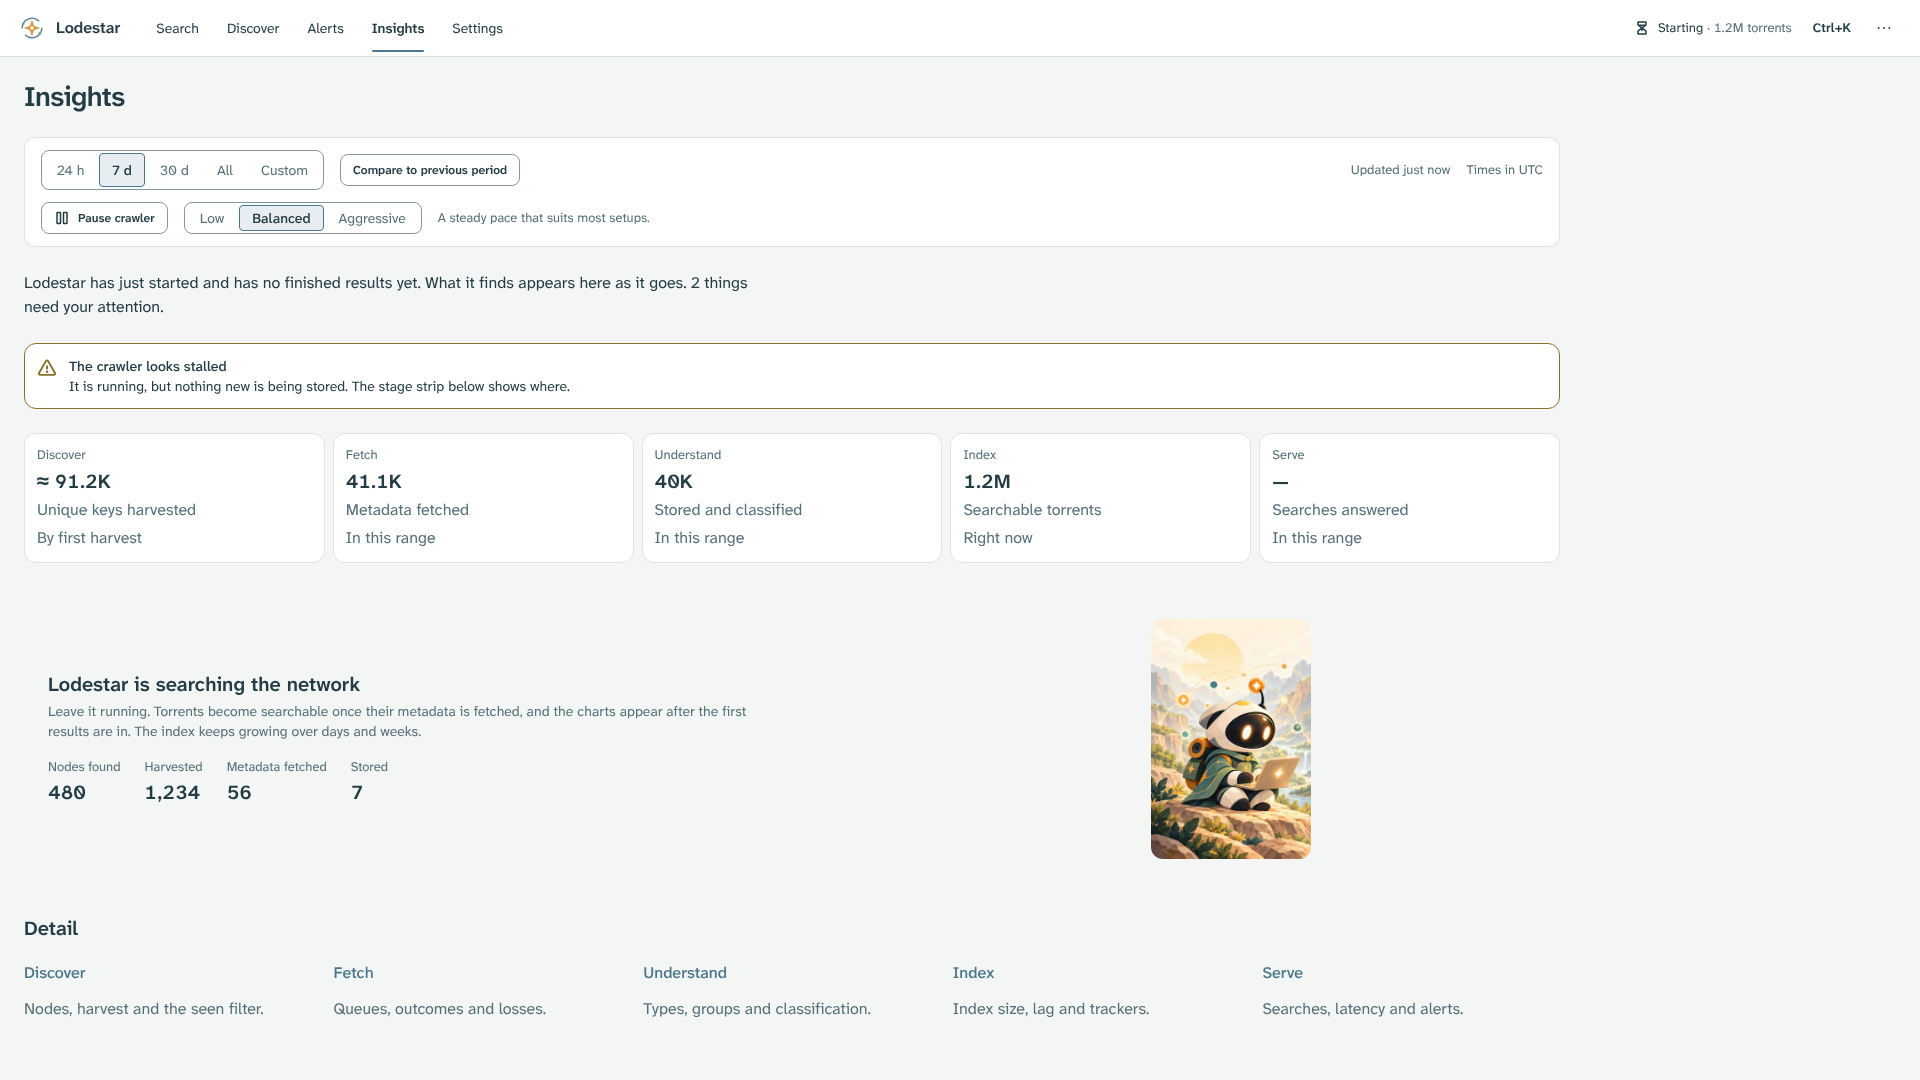 Lodestar
Search
Discover
Alerts
Insights
Settings
Starting · 1.2M torrents
Ctrl+K
Insights
24 h
7 d
30 d
All
Custom
Compare to previous period
Updated just now
Times in UTC
Pause crawler
Low
Balanced
Aggressive
A steady pace that suits most setups.
Lodestar has just started and has no finished results yet. What it finds appears here as it goes. 2 things
need your attention.
The crawler looks stalled
It is running, but nothing new is being stored. The stage strip below shows where.
Discover
≈ 91.2K
Unique keys harvested
By first harvest
Fetch
41.1K
Metadata fetched
In this range
Understand
40K
Stored and classified
In this range
Index
1.2M
Searchable torrents
Right now
Serve
—
Searches answered
In this range
Lodestar is searching the network
Leave it running. Torrents become searchable once their metadata is fetched, and the charts appear after the first
results are in. The index keeps growing over days and weeks.
Nodes found
480
Harvested
1,234
Metadata fetched
56
Stored
7
Detail
Discover
Nodes, harvest and the seen filter.
Fetch
Queues, outcomes and losses.
Understand
Types, groups and classification.
Index
Index size, lag and trackers.
Serve
Searches, latency and alerts.